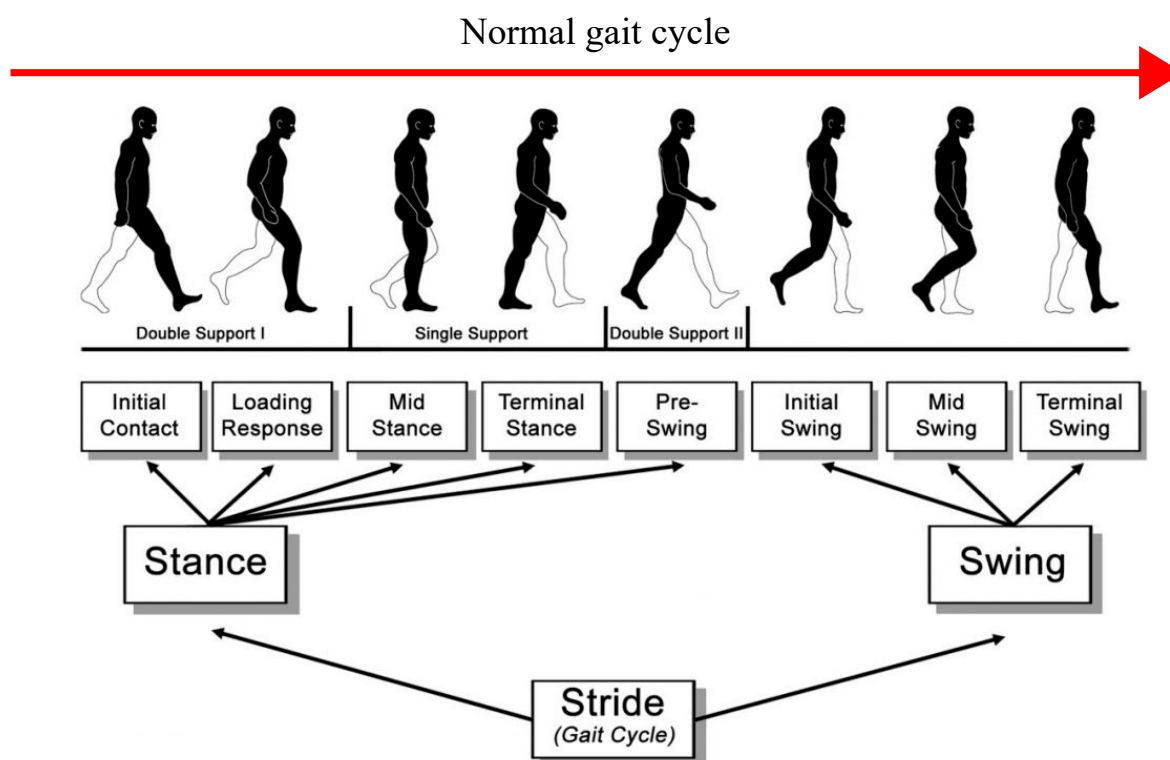 Normal gait cycle
Double Support I
Single Support
Double Support II
Initial
Contact
Loading
Response
Mid
Stance
Terminal
Stance
Pre-
Swing
Initial
Swing
Mid
Swing
Terminal
Swing
Stance
Swing
Stride
(Gait Cycle)